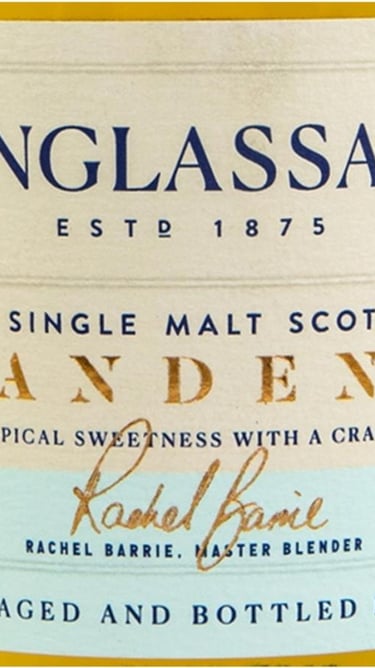 NGLASSA
ESTD 1875
SINGLE MALT SCOT
ANDEN
PICAL SWEETNESS WITH A CRA
Rachel Barrie
RACHEL BARRIE, MASTER BLENDER
AGED AND BOTTLED